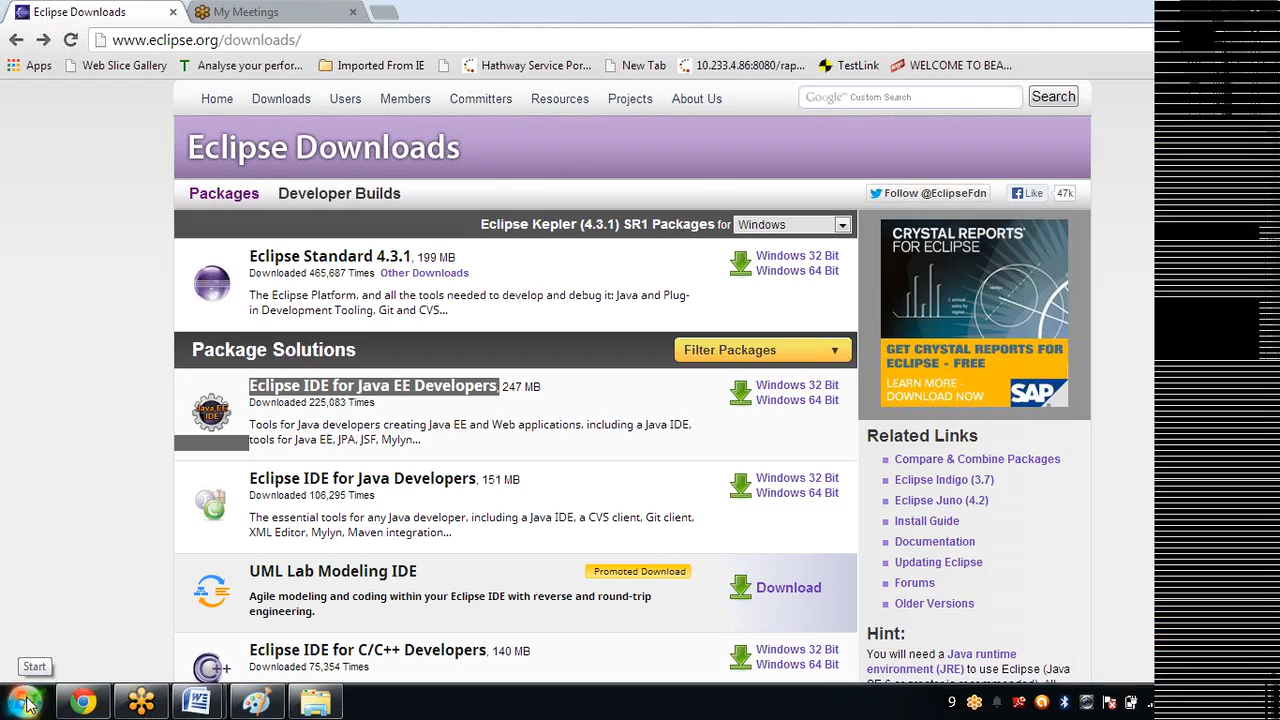 Eclipse Downloads
My Meetings
www.eclipse.org/downloads/
Apps
Web Slice Gallery
Analyse your perfor...
Imported From IE
New Tab
10.233.4.86:8080/rap...
TestLink
WELCOME TO BEA...
Home
Downloads
Users
Members
Resources
Projects
About Us
Google™ Custom Search
Search
Eclipse Downloads
Packages
Developer Builds
Follow @EclipseFdn
Like
47k
Eclipse Kepler (4.3.1) SR1 Packages for
Windows
Eclipse Standard 4.3.1, 199 MB
Downloaded 465,687 Times Other Downloads
The Eclipse Platform, and all the tools needed to develop and debug it: Java and Plug-
in Development Tooling, Git and CVS...
Windows 32 Bit
Windows 64 Bit
Package Solutions
Filter Packages
Eclipse IDE for Java EE Developers, 247 MB
Downloaded 225,083 Times
Tools for Java developers creating Java EE and Web applications, including a Java IDE,
tools for Java EE, JPA, JSF, Mylyn...
Java EE
IDE
Windows 32 Bit
Windows 64 Bit
Eclipse IDE for Java Developers, 151 MB
Downloaded 106,295 Times
The essential tools for any Java developer, including a Java IDE, a CVS client, Git client,
XML Editor, Mylyn, Maven integration...
Windows 32 Bit
Windows 64 Bit
UML Lab Modeling IDE
Promoted Download
Agile modeling and coding within your Eclipse IDE with reverse and round-trip
engineering.
Download
Eclipse IDE for C/C++ Developers, 140 MB
Downloaded 75,354 Times
Windows 32 Bit
Windows 64 Bit
CRYSTAL REPORTS®
FOR ECLIPSE
GET CRYSTAL REPORTS FOR
ECLIPSE - FREE
LEARN MORE -
DOWNLOAD NOW
SAP
Related Links
Compare & Combine Packages
Eclipse Indigo (3.7)
Eclipse Juno (4.2)
Install Guide
Documentation
Updating Eclipse
Forums
Older Versions
Hint:
You will need a Java runtime
environment (JRE) to use Eclipse (Java
Start
9